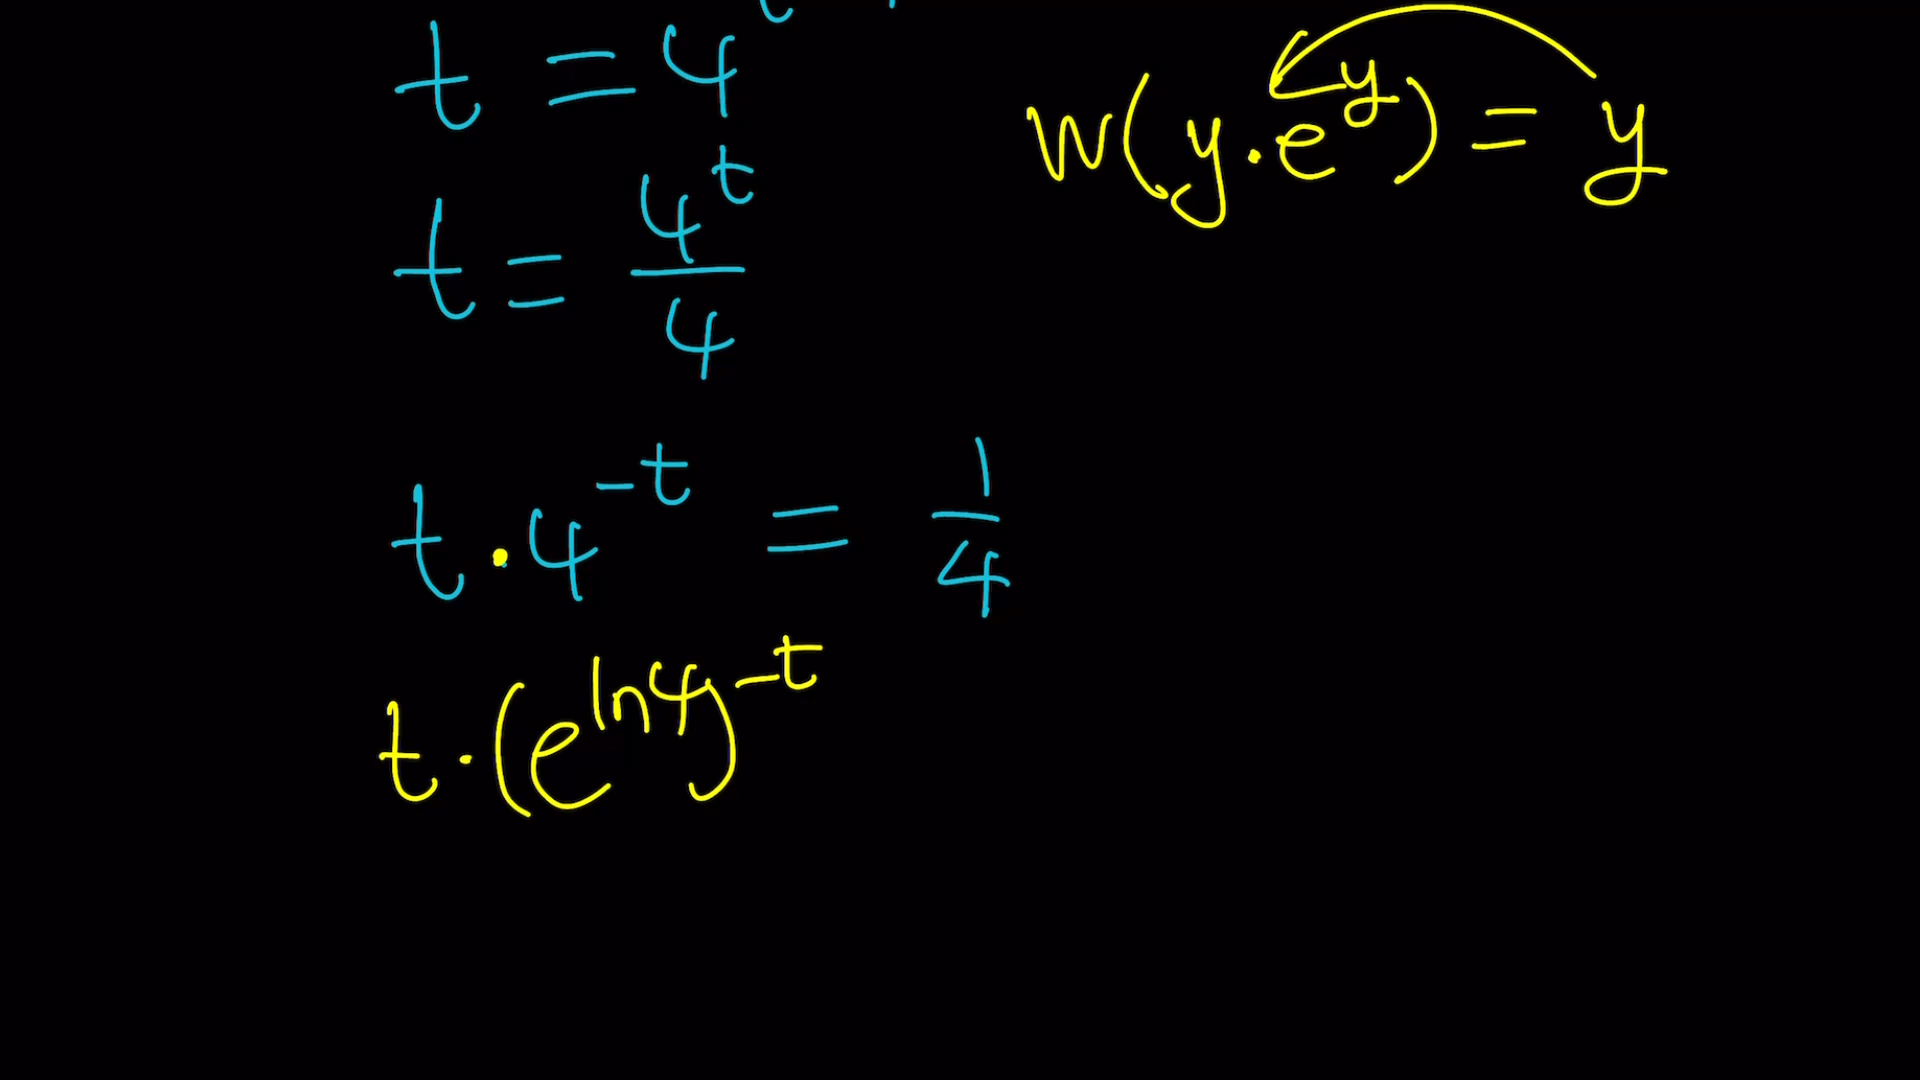 t = 4
W(y·e^y) = y
t = 4^t/4
t·4^-t = 1/4
t·(e^ln4)^-t